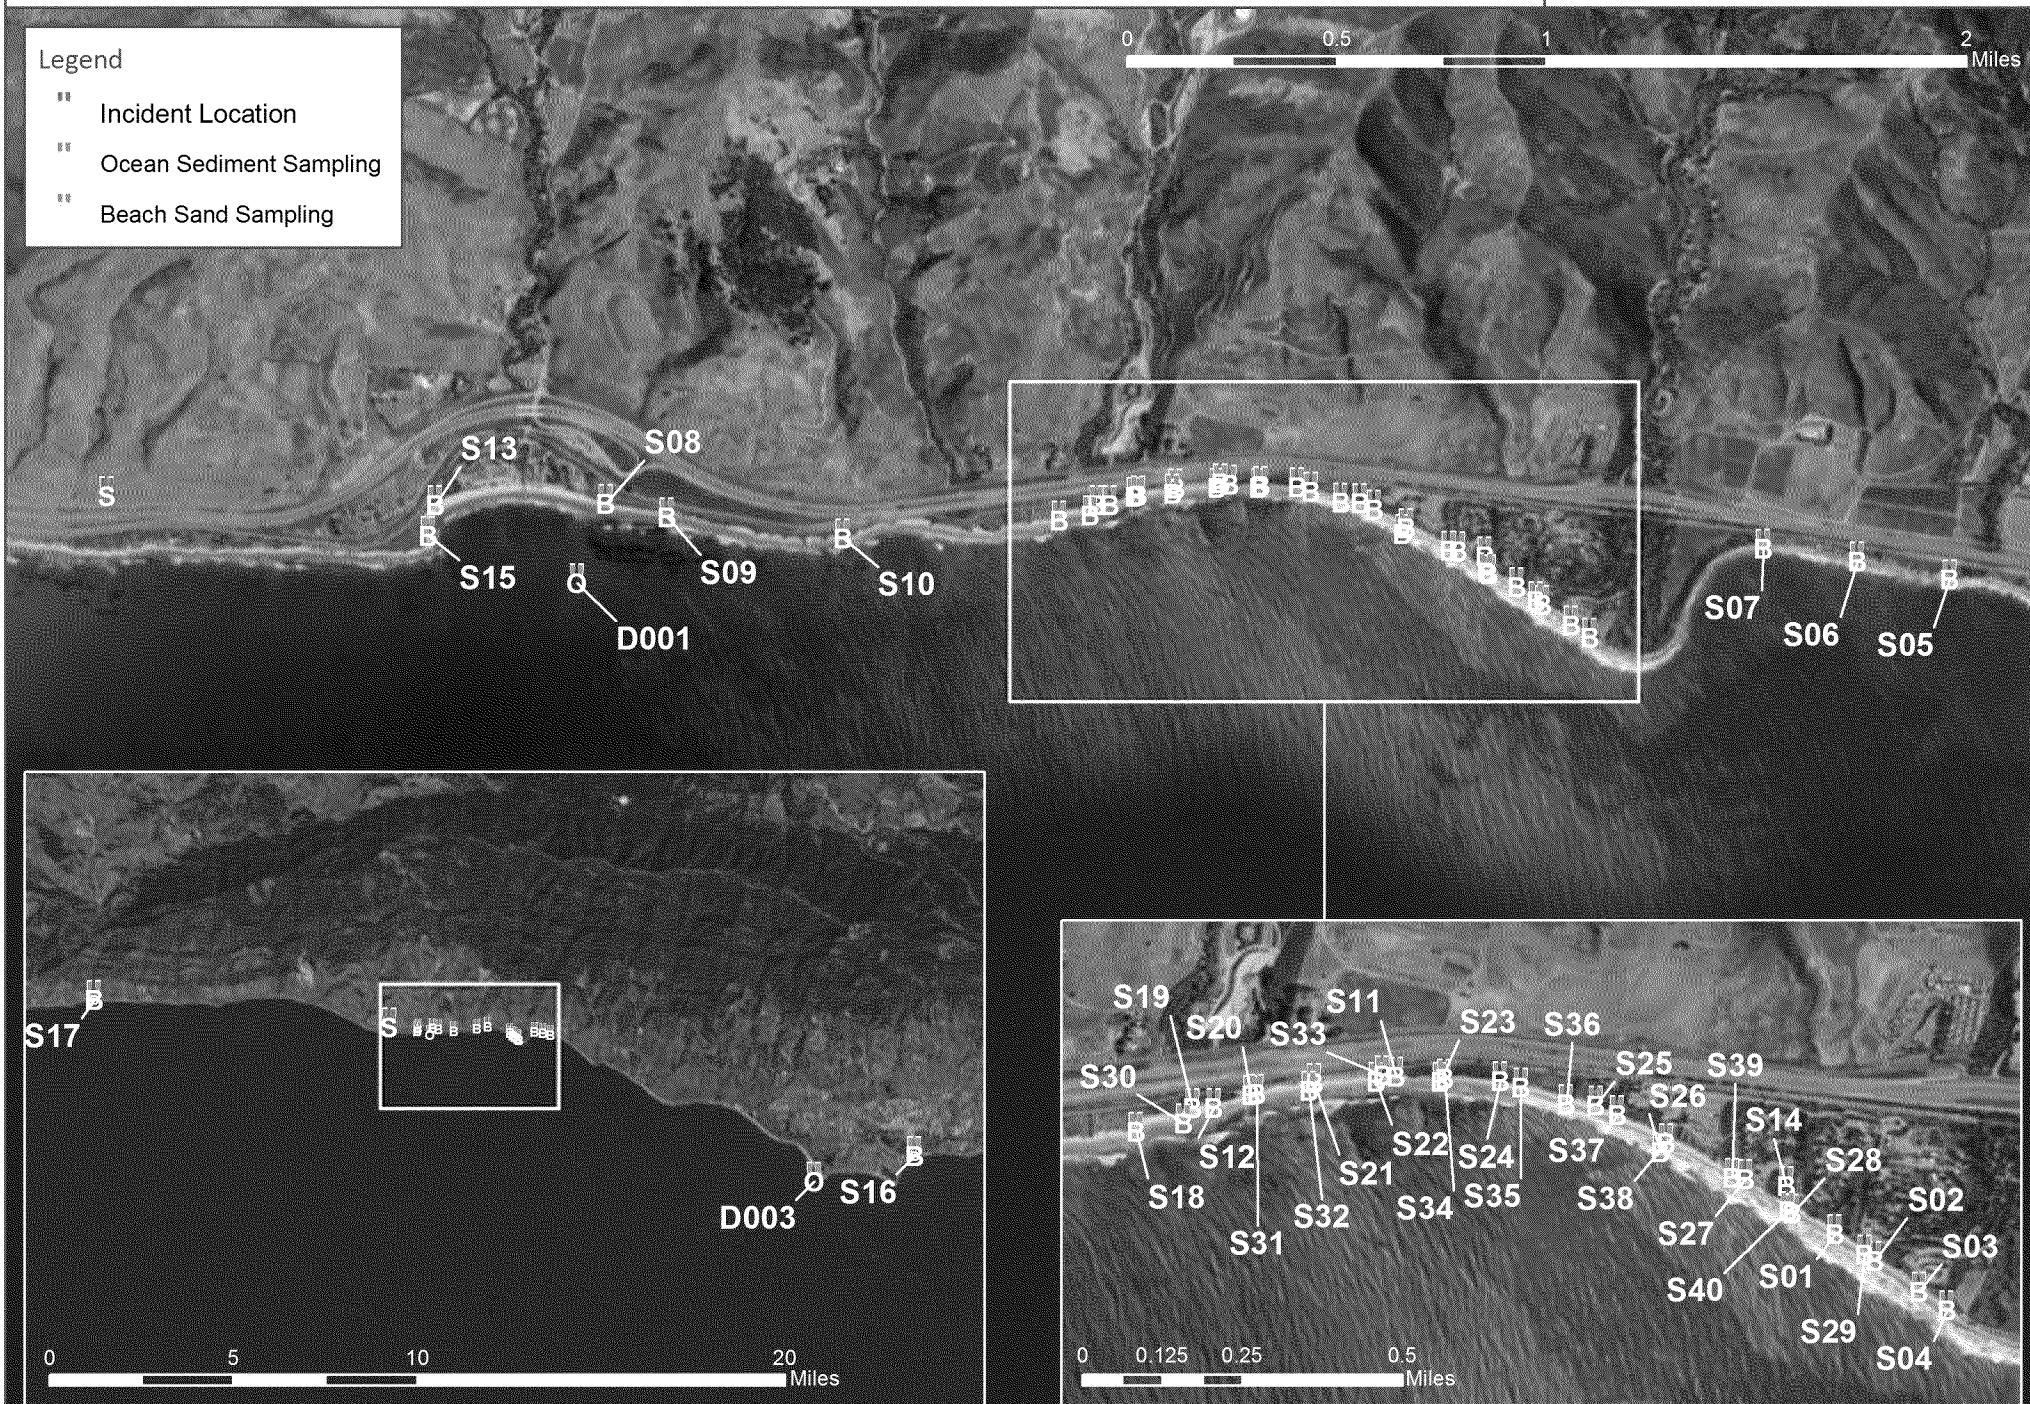 Legend
Incident Location
Ocean Sediment Sampling
Beach Sand Sampling
0 0.5 1 2
Miles
S
S13
S08
B
B
B
B
B
S15
O
S09
S10
D001
B B B B B B B B B B B B B B B B B B B B B B B B
B
B
B
S07
S06
S05
S17
B
S
B
O
S16
D003
0 5 10 20
Miles
S19
S11
S20
S33
S23
S36
S30
S25
S39
S26
S14
S12
S22
S24
S37
S28
S18
S21
S35
S38
S02
S32
S34
S27
S31
S03
S01
S40
S29
S04
0 0.125 0.25 0.5
Miles